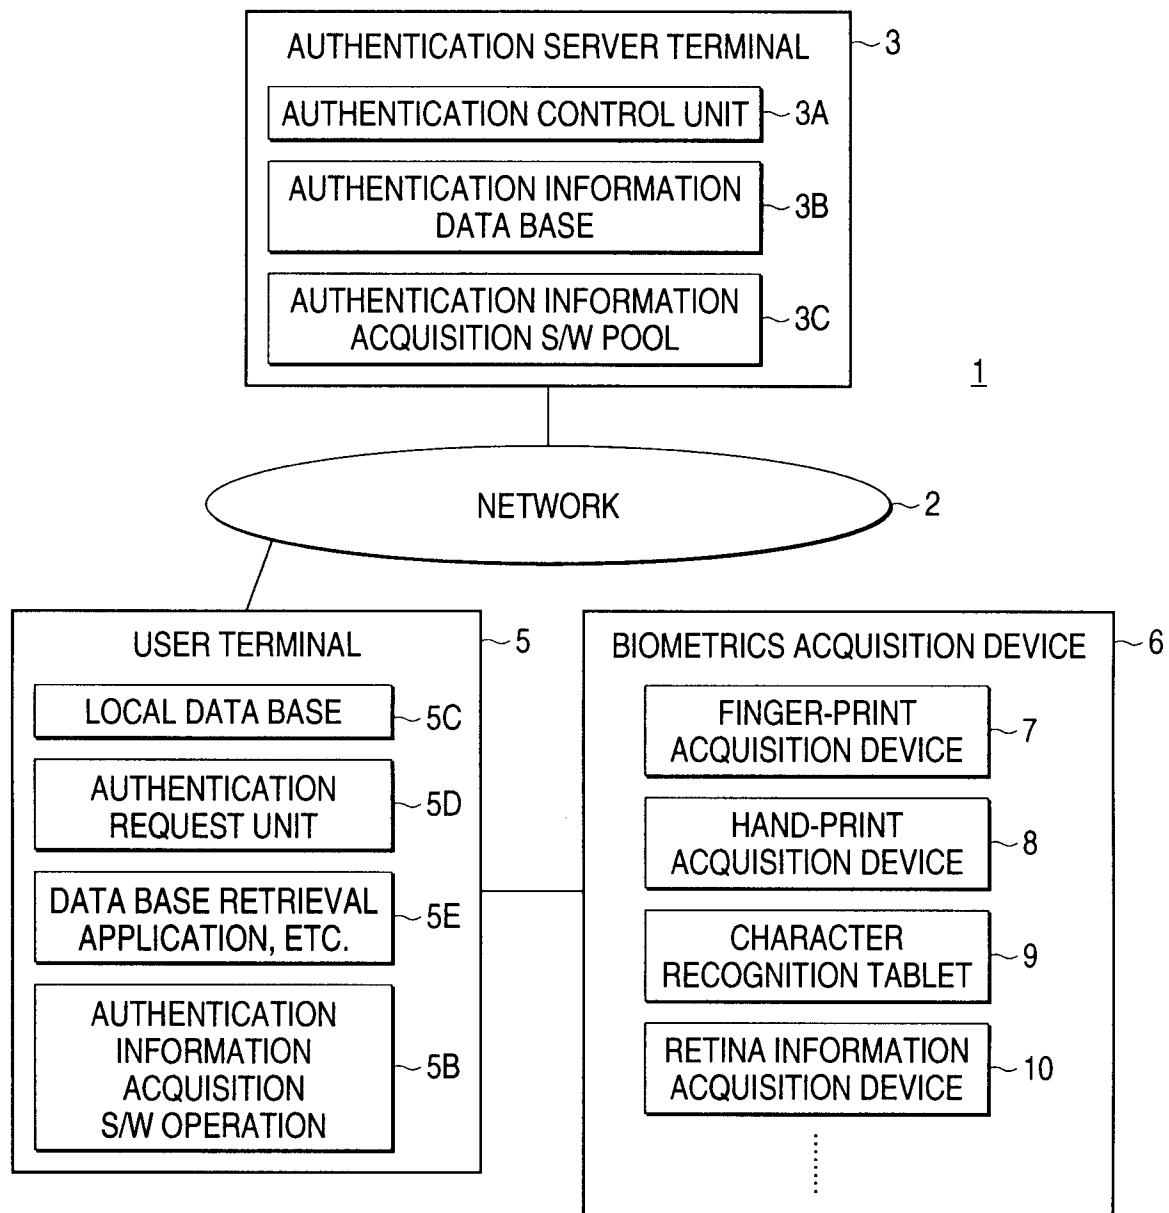 AUTHENTICATION SERVER TERMINAL
3
AUTHENTICATION CONTROL UNIT
3A
AUTHENTICATION INFORMATION
DATA BASE
3B
AUTHENTICATION INFORMATION
ACQUISITION S/W POOL
3C
1
NETWORK
2
USER TERMINAL
5
LOCAL DATA BASE
5C
AUTHENTICATION
REQUEST UNIT
5D
DATA BASE RETRIEVAL
APPLICATION, ETC.
5E
AUTHENTICATION
INFORMATION
ACQUISITION
S/W OPERATION
5B
BIOMETRICS ACQUISITION DEVICE
6
FINGER-PRINT
ACQUISITION DEVICE
7
HAND-PRINT
ACQUISITION DEVICE
8
CHARACTER
RECOGNITION TABLET
9
RETINA INFORMATION
ACQUISITION DEVICE
10